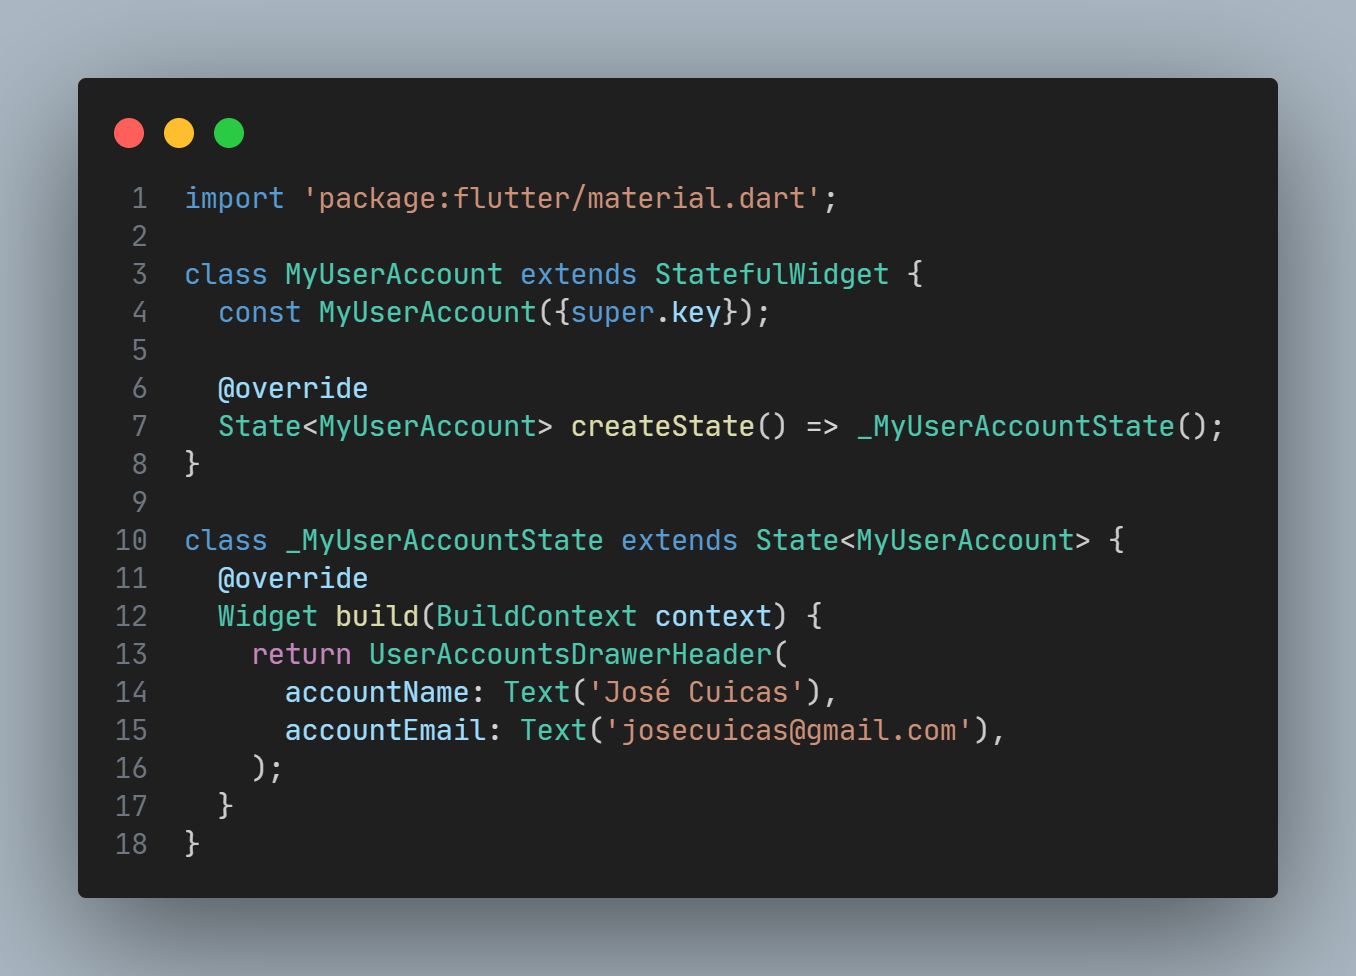 1 import 'package:flutter/material.dart';
2
3 class MyUserAccount extends StatefulWidget {
4   const MyUserAccount({super.key});
5
6   @override
7   State<MyUserAccount> createState() => _MyUserAccountState();
8 }
9
10 class _MyUserAccountState extends State<MyUserAccount> {
11   @override
12   Widget build(BuildContext context) {
13     return UserAccountsDrawerHeader(
14       accountName: Text('José Cuicas'),
15       accountEmail: Text('josecuicas@gmail.com'),
16     );
17   }
18 }